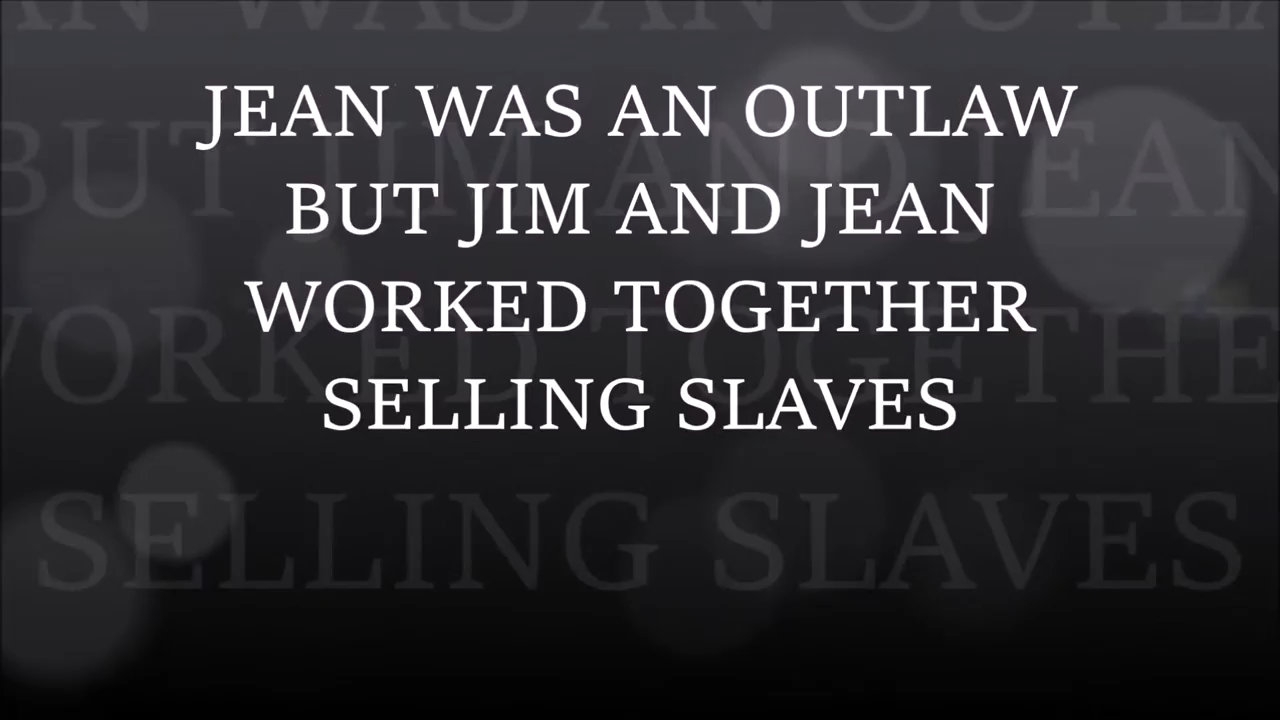 JEAN WAS AN OUTLAW
BUT JIM AND JEAN
WORKED TOGETHER
SELLING SLAVES